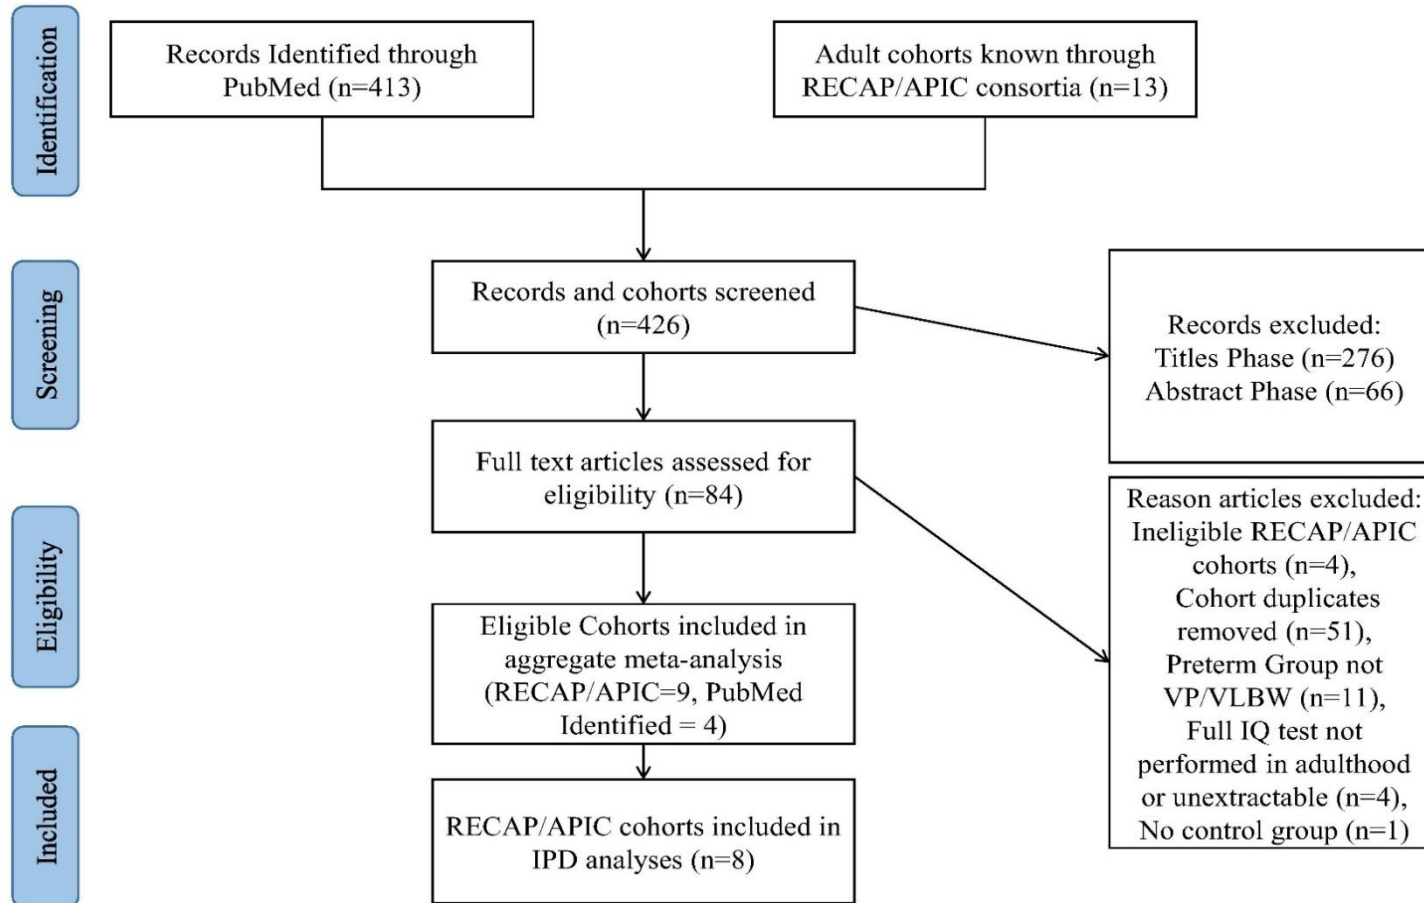 Identification
Records Identified through
PubMed (n=413)
Adult cohorts known through
RECAP/APIC consortia (n=13)
Screening
Records and cohorts screened
(n=426)
Records excluded:
Titles Phase (n=276)
Abstract Phase (n=66)
Full text articles assessed for
eligibility (n=84)
Reason articles excluded:
Ineligible RECAP/APIC
cohorts (n=4),
Cohort duplicates
removed (n=51),
Preterm Group not
VP/VLBW (n=11),
Full IQ test not
performed in adulthood
or unextractable (n=4),
No control group (n=1)
Eligibility
Eligible Cohorts included in
aggregate meta-analysis
(RECAP/APIC=9, PubMed
Identified = 4)
Included
RECAP/APIC cohorts included in
IPD analyses (n=8)